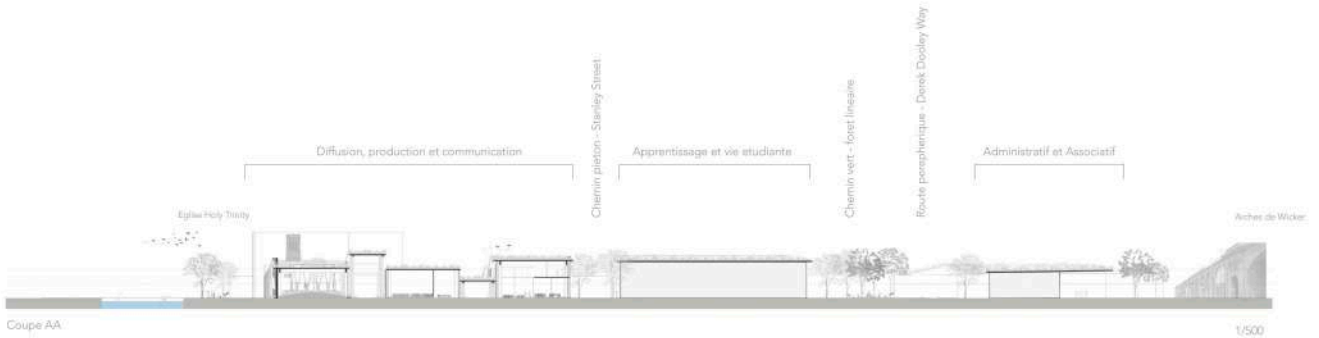 Chemin pieton - Stanley Street
Chemin vert - foret lineaire
Route perepherique - Derek Dooley Way
Diffusion, production et communication
Apprentissage et vie etudiante
Administratif et Associatif
Eglise Holy Trinity
Arches de Wicker
Coupe AA
1/500